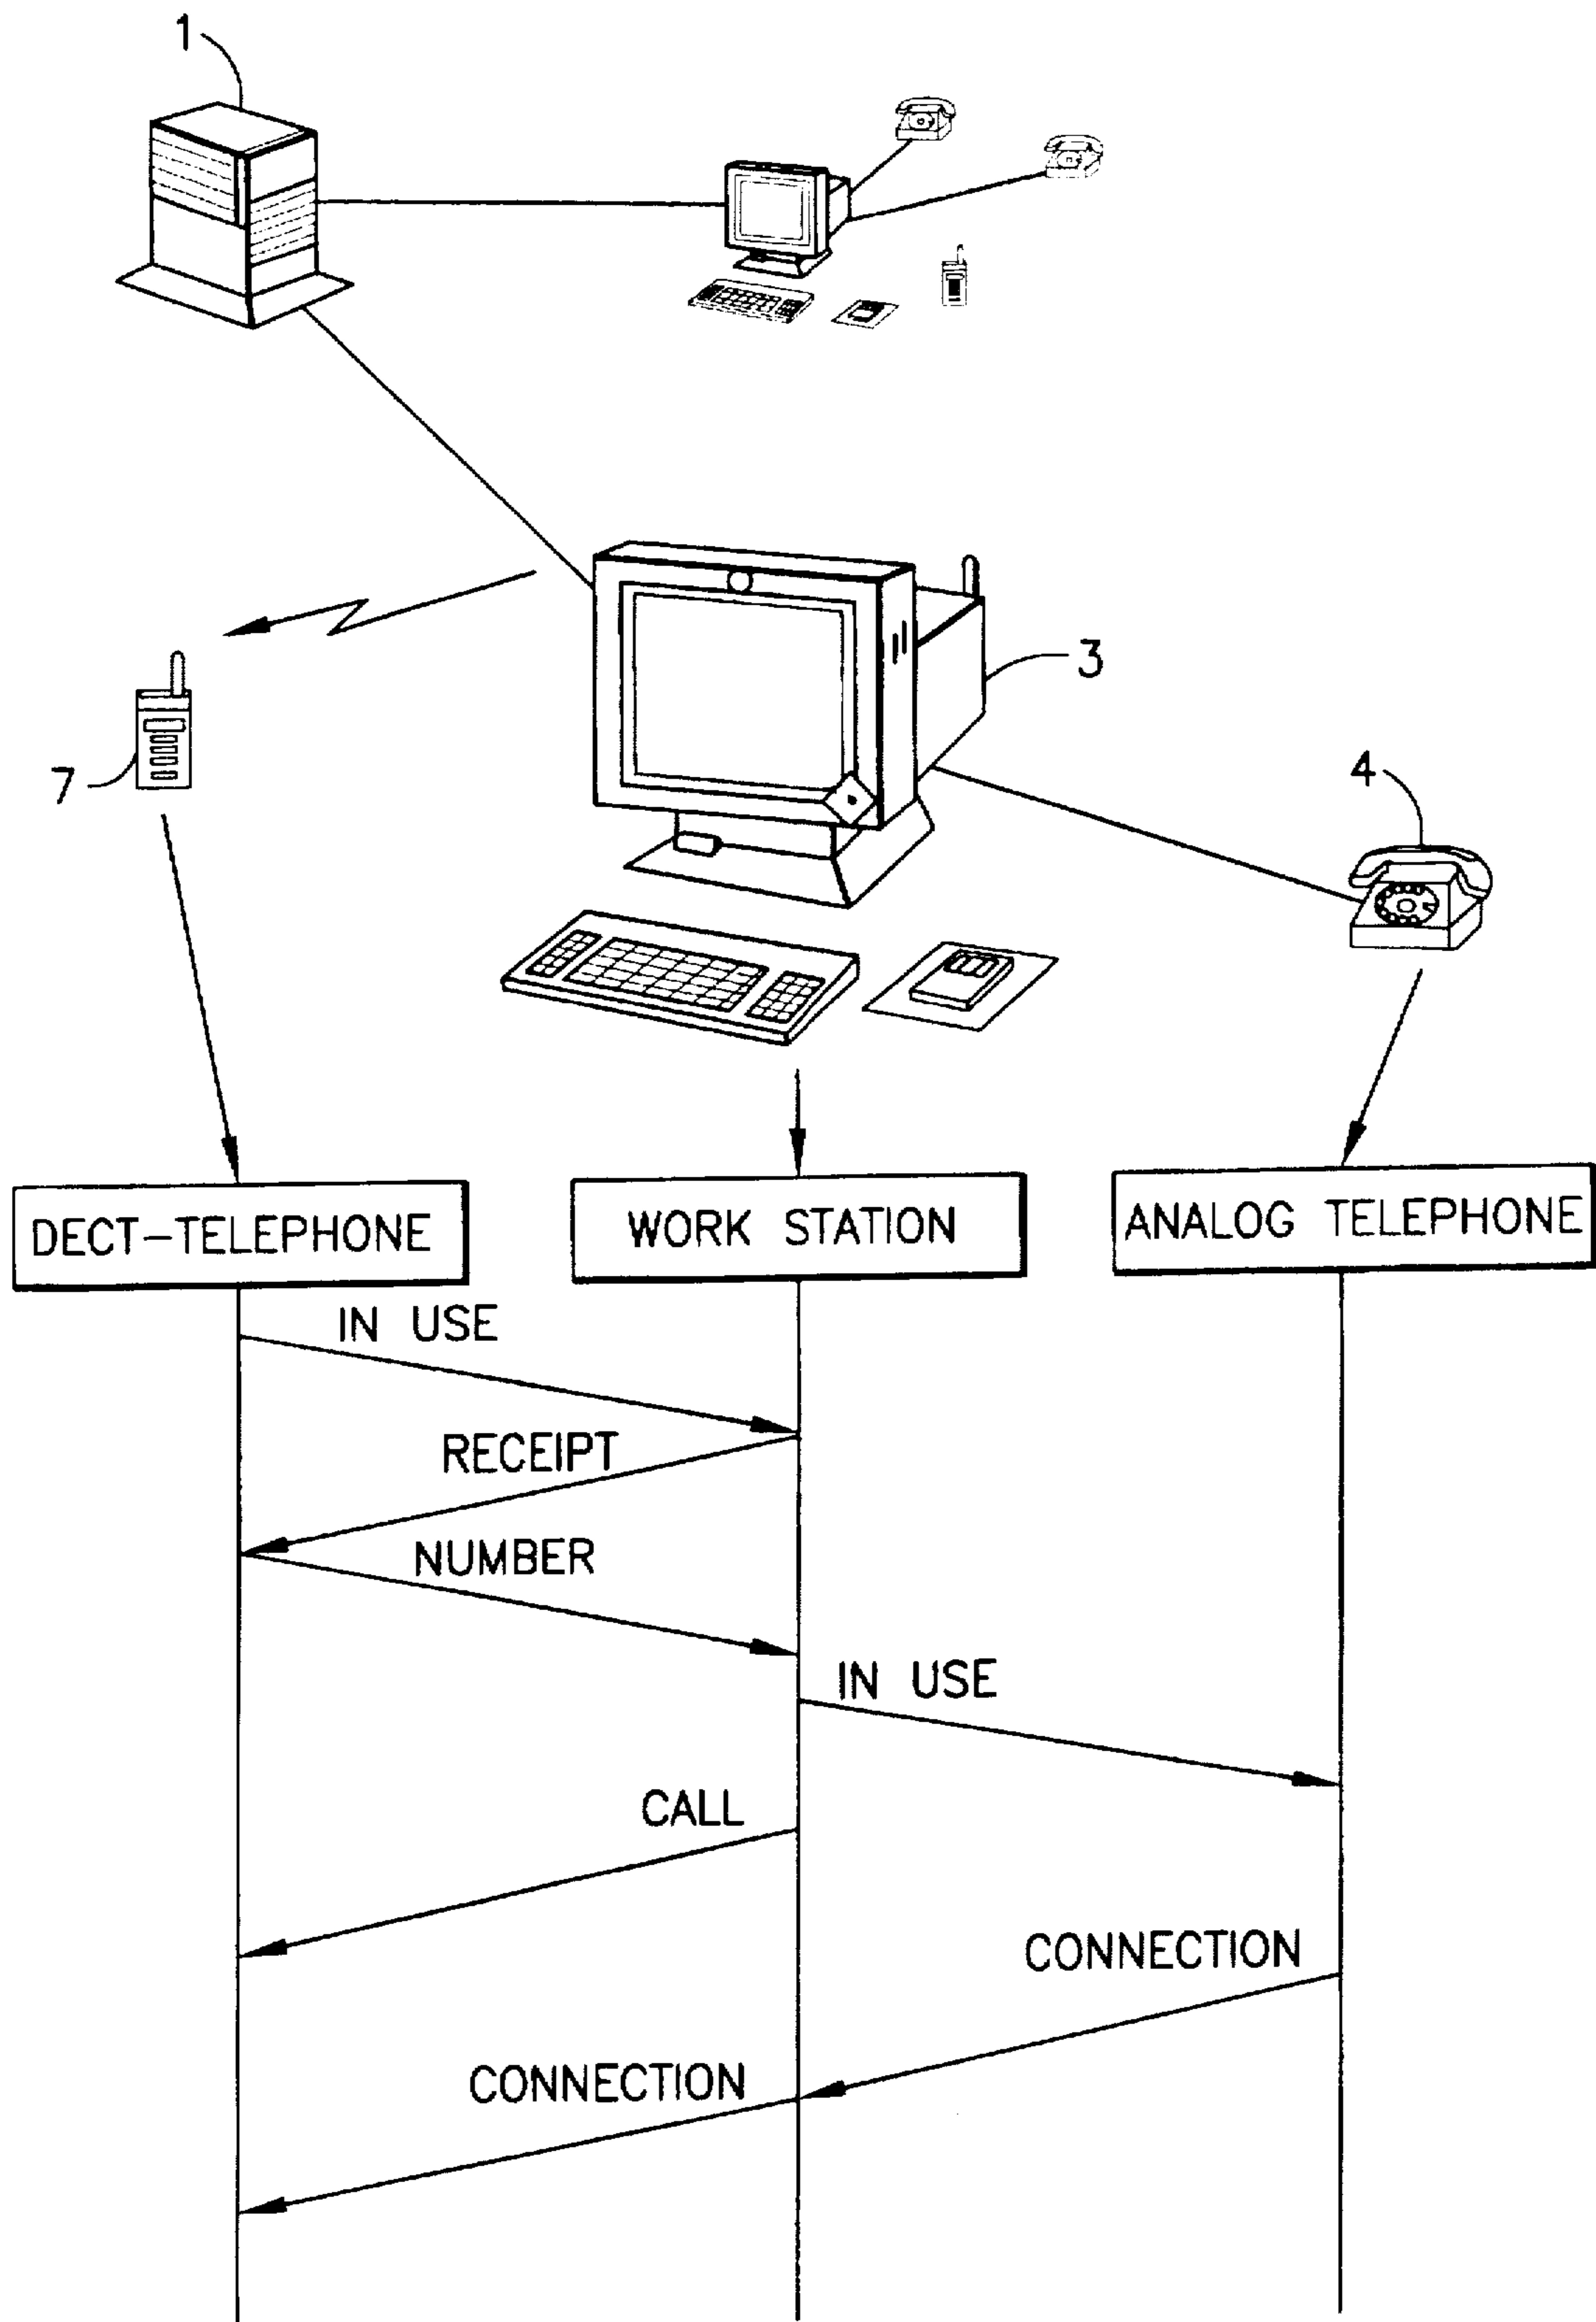 1
3
7
4
DECT-TELEPHONE
WORK STATION
ANALOG TELEPHONE
IN USE
RECEIPT
NUMBER
IN USE
CALL
CONNECTION
CONNECTION